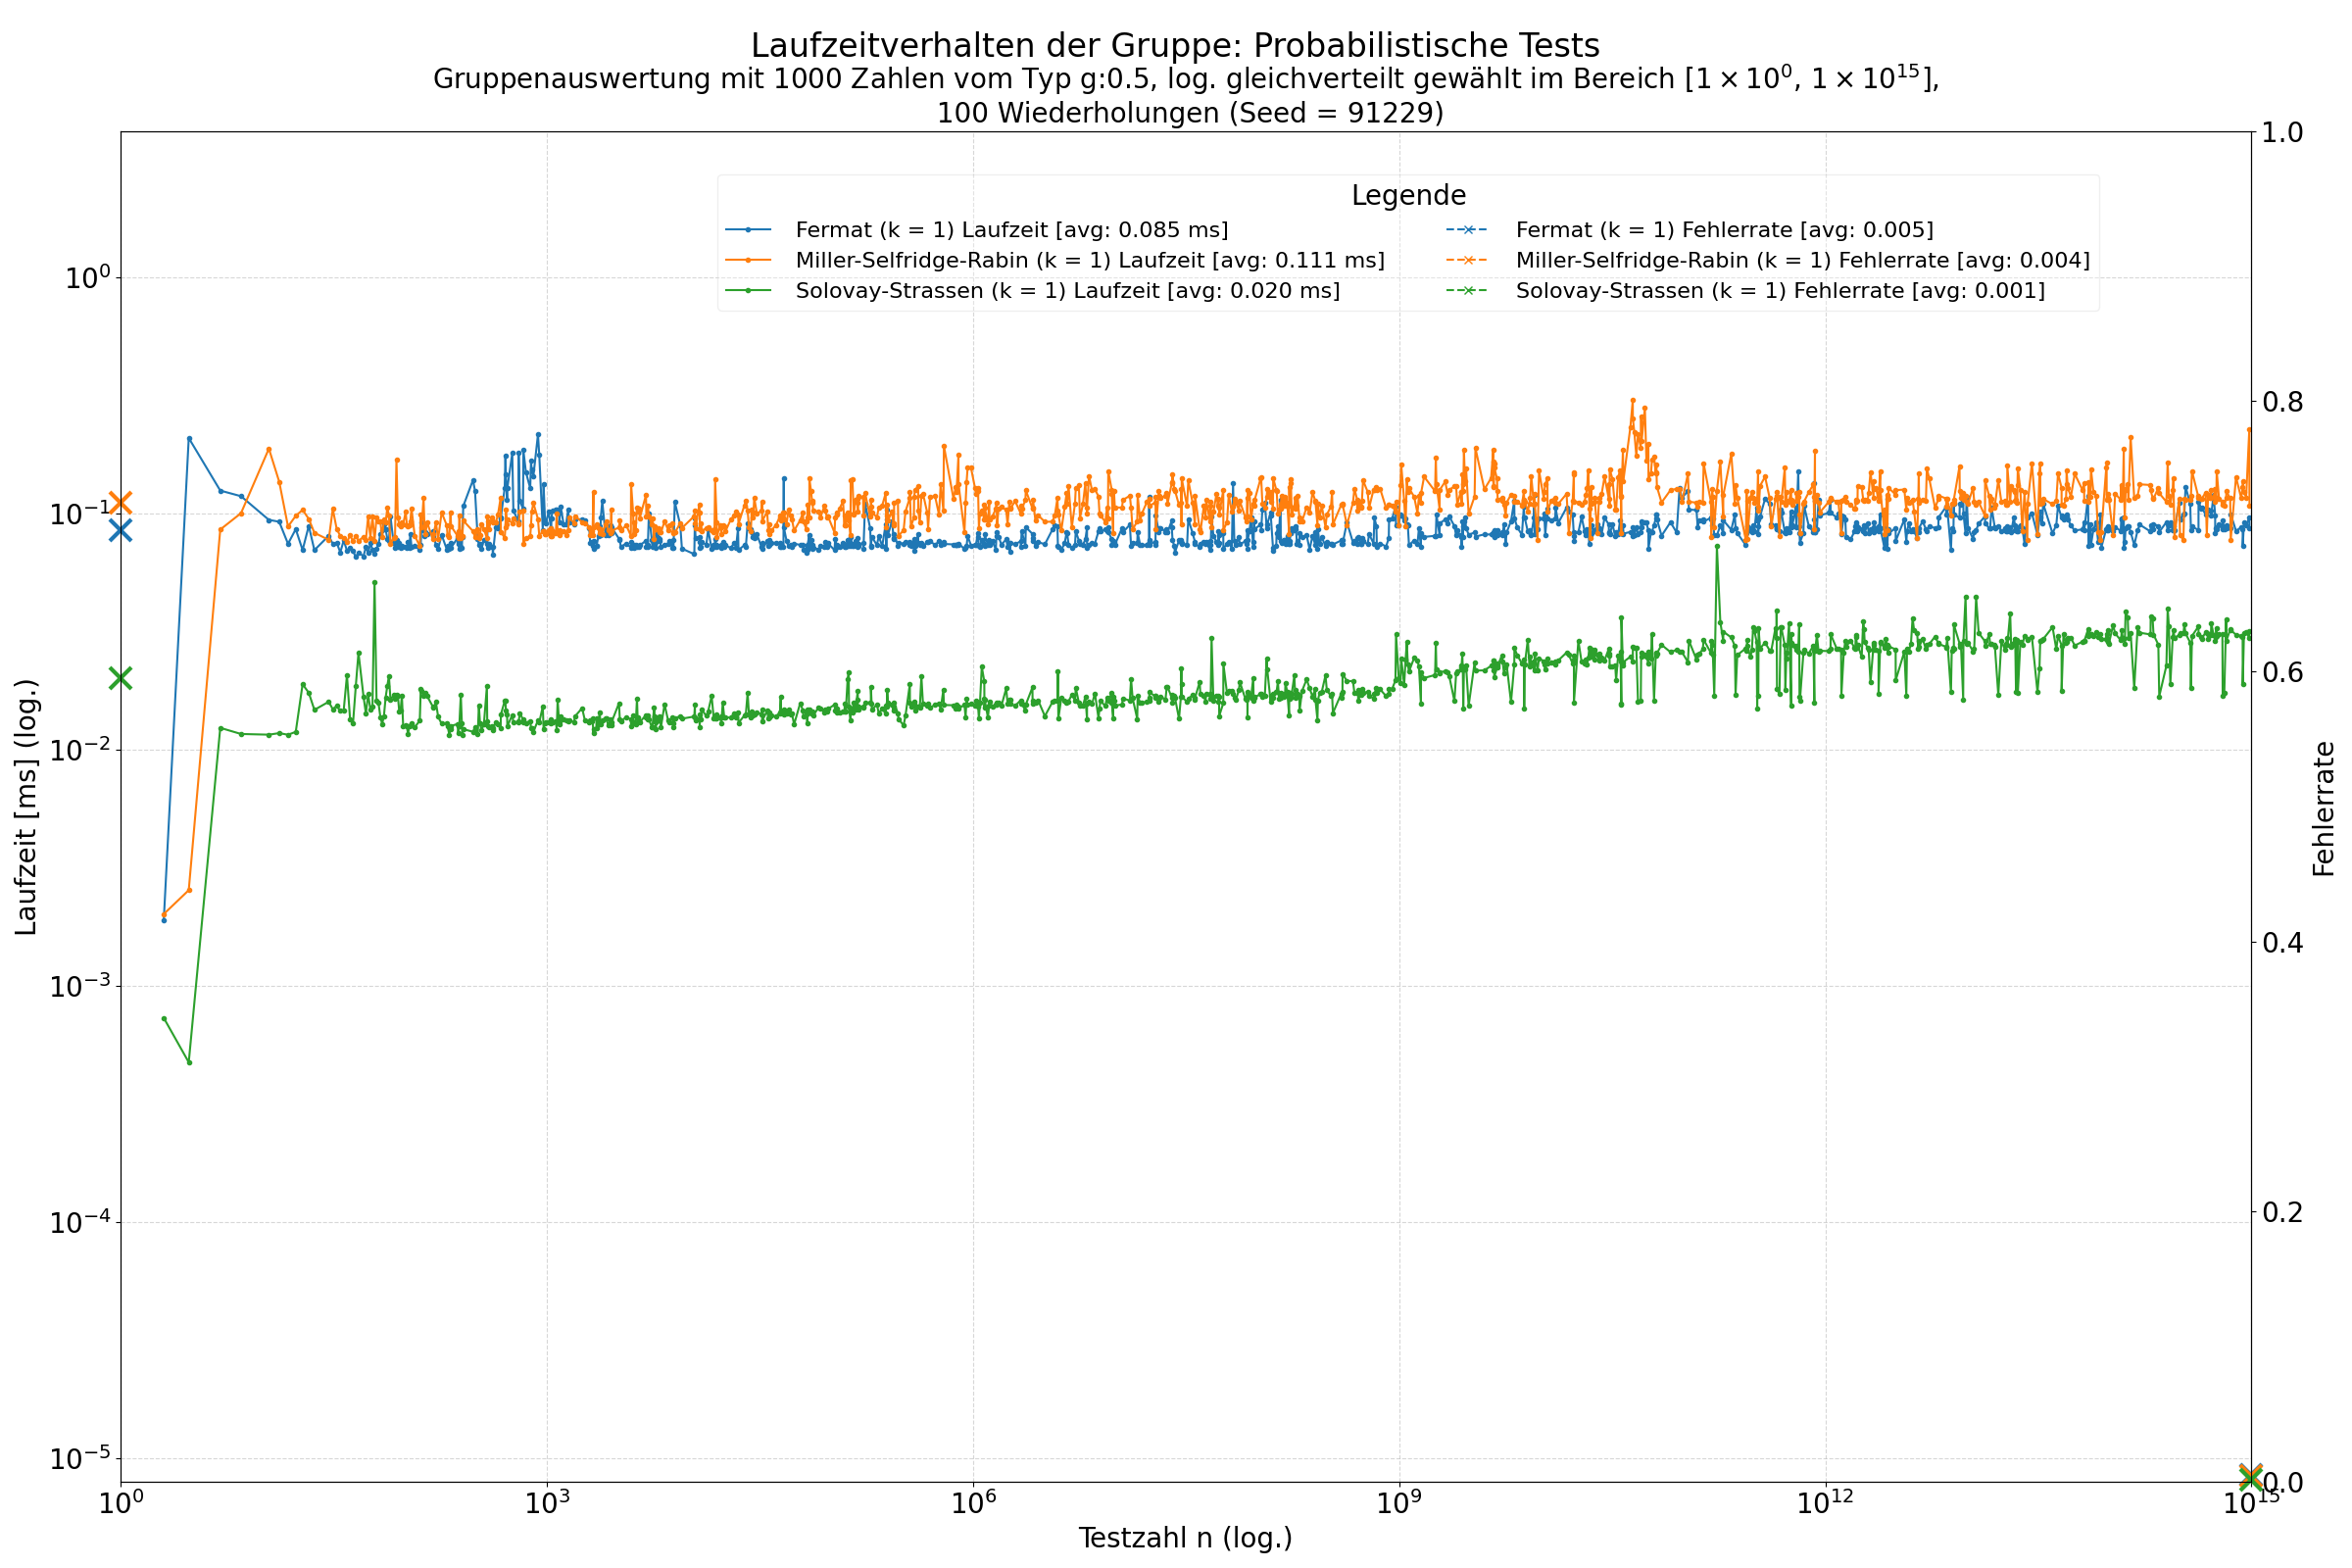 Laufzeitverhalten der Gruppe: Probabilistische Tests
Gruppenauswertung mit 1000 Zahlen vom Typ g:0.5, log. gleichverteilt gewählt im Bereich [1 × 10⁰, 1 × 10¹⁵],
100 Wiederholungen (Seed = 91229)
Legende
Fermat (k = 1) Laufzeit [avg: 0.085 ms]
Miller-Selfridge-Rabin (k = 1) Laufzeit [avg: 0.111 ms]
Solovay-Strassen (k = 1) Laufzeit [avg: 0.020 ms]
Fermat (k = 1) Fehlerrate [avg: 0.005]
Miller-Selfridge-Rabin (k = 1) Fehlerrate [avg: 0.004]
Solovay-Strassen (k = 1) Fehlerrate [avg: 0.001]
Laufzeit [ms] (log.)
10⁰
10⁻¹
10⁻²
10⁻³
10⁻⁴
10⁻⁵
1.0
0.8
0.6
0.4
0.2
0.0
Fehlerrate
10⁰
10³
10⁶
10⁹
10¹²
10¹⁵
Testzahl n (log.)